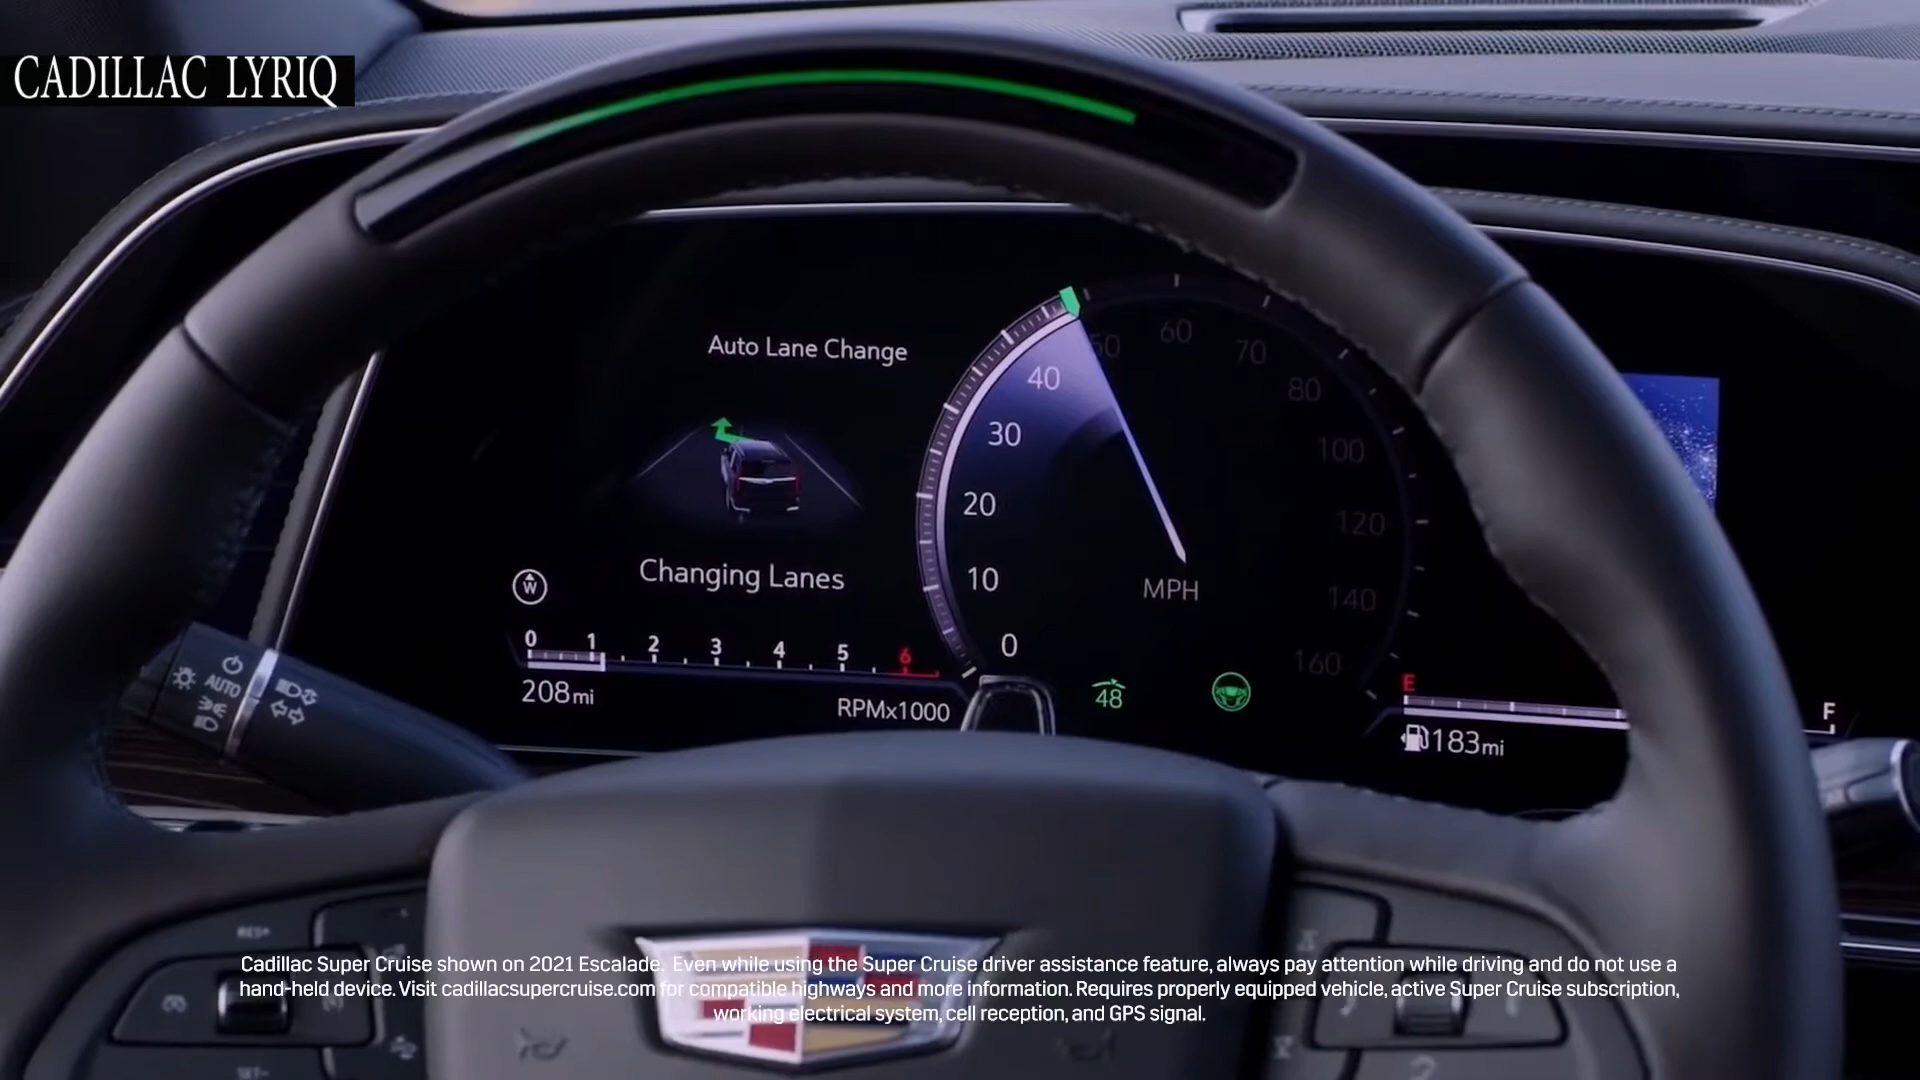 CADILLAC LYRIQ
Auto Lane Change
Changing Lanes
W
0 1 2 3 4 5 6
208mi
RPMx1000
0 10 20 30 40 50 60 70 80 100 120 140 160
MPH
48
E
F
183mi
AUTO
RES+
SET-
Cadillac Super Cruise shown on 2021 Escalade. Even while using the Super Cruise driver assistance feature, always pay attention while driving and do not use a
hand-held device. Visit cadillacsupercruise.com for compatible highways and more information. Requires properly equipped vehicle, active Super Cruise subscription,
working electrical system, cell reception, and GPS signal.